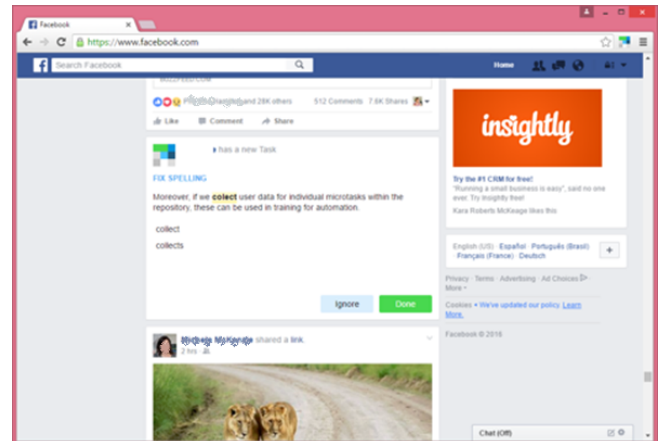 Facebook
https://www.facebook.com
Search Facebook
Home
BUZZFEED.COM
and 28K others
512 Comments 7.8K Shares
Like Comment Share
has a new Task
FIX SPELLING
Moreover, if we colect user data for individual microtasks within the
repository, these can be used in training for automation.
collect
collects
Ignore Done
shared a link.
2 hrs
insightly
Try the #1 CRM for free!
"Running a small business is easy", said no
one ever. Try Insightly free!
Kara Roberts McKeage likes this
English (US) · Español · Português (Brasil)
· Français (France) · Deutsch
Privacy · Terms · Advertising · Ad Choices ·
More
Cookies • We've updated our policy. Learn
More.
Facebook © 2016
Chat (Off)